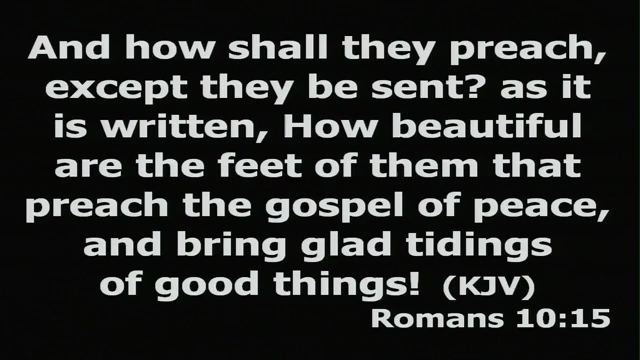 And how shall they preach,
except they be sent? as it
is written, How beautiful
are the feet of them that
preach the gospel of peace,
and bring glad tidings
of good things! (KJV)
Romans 10:15